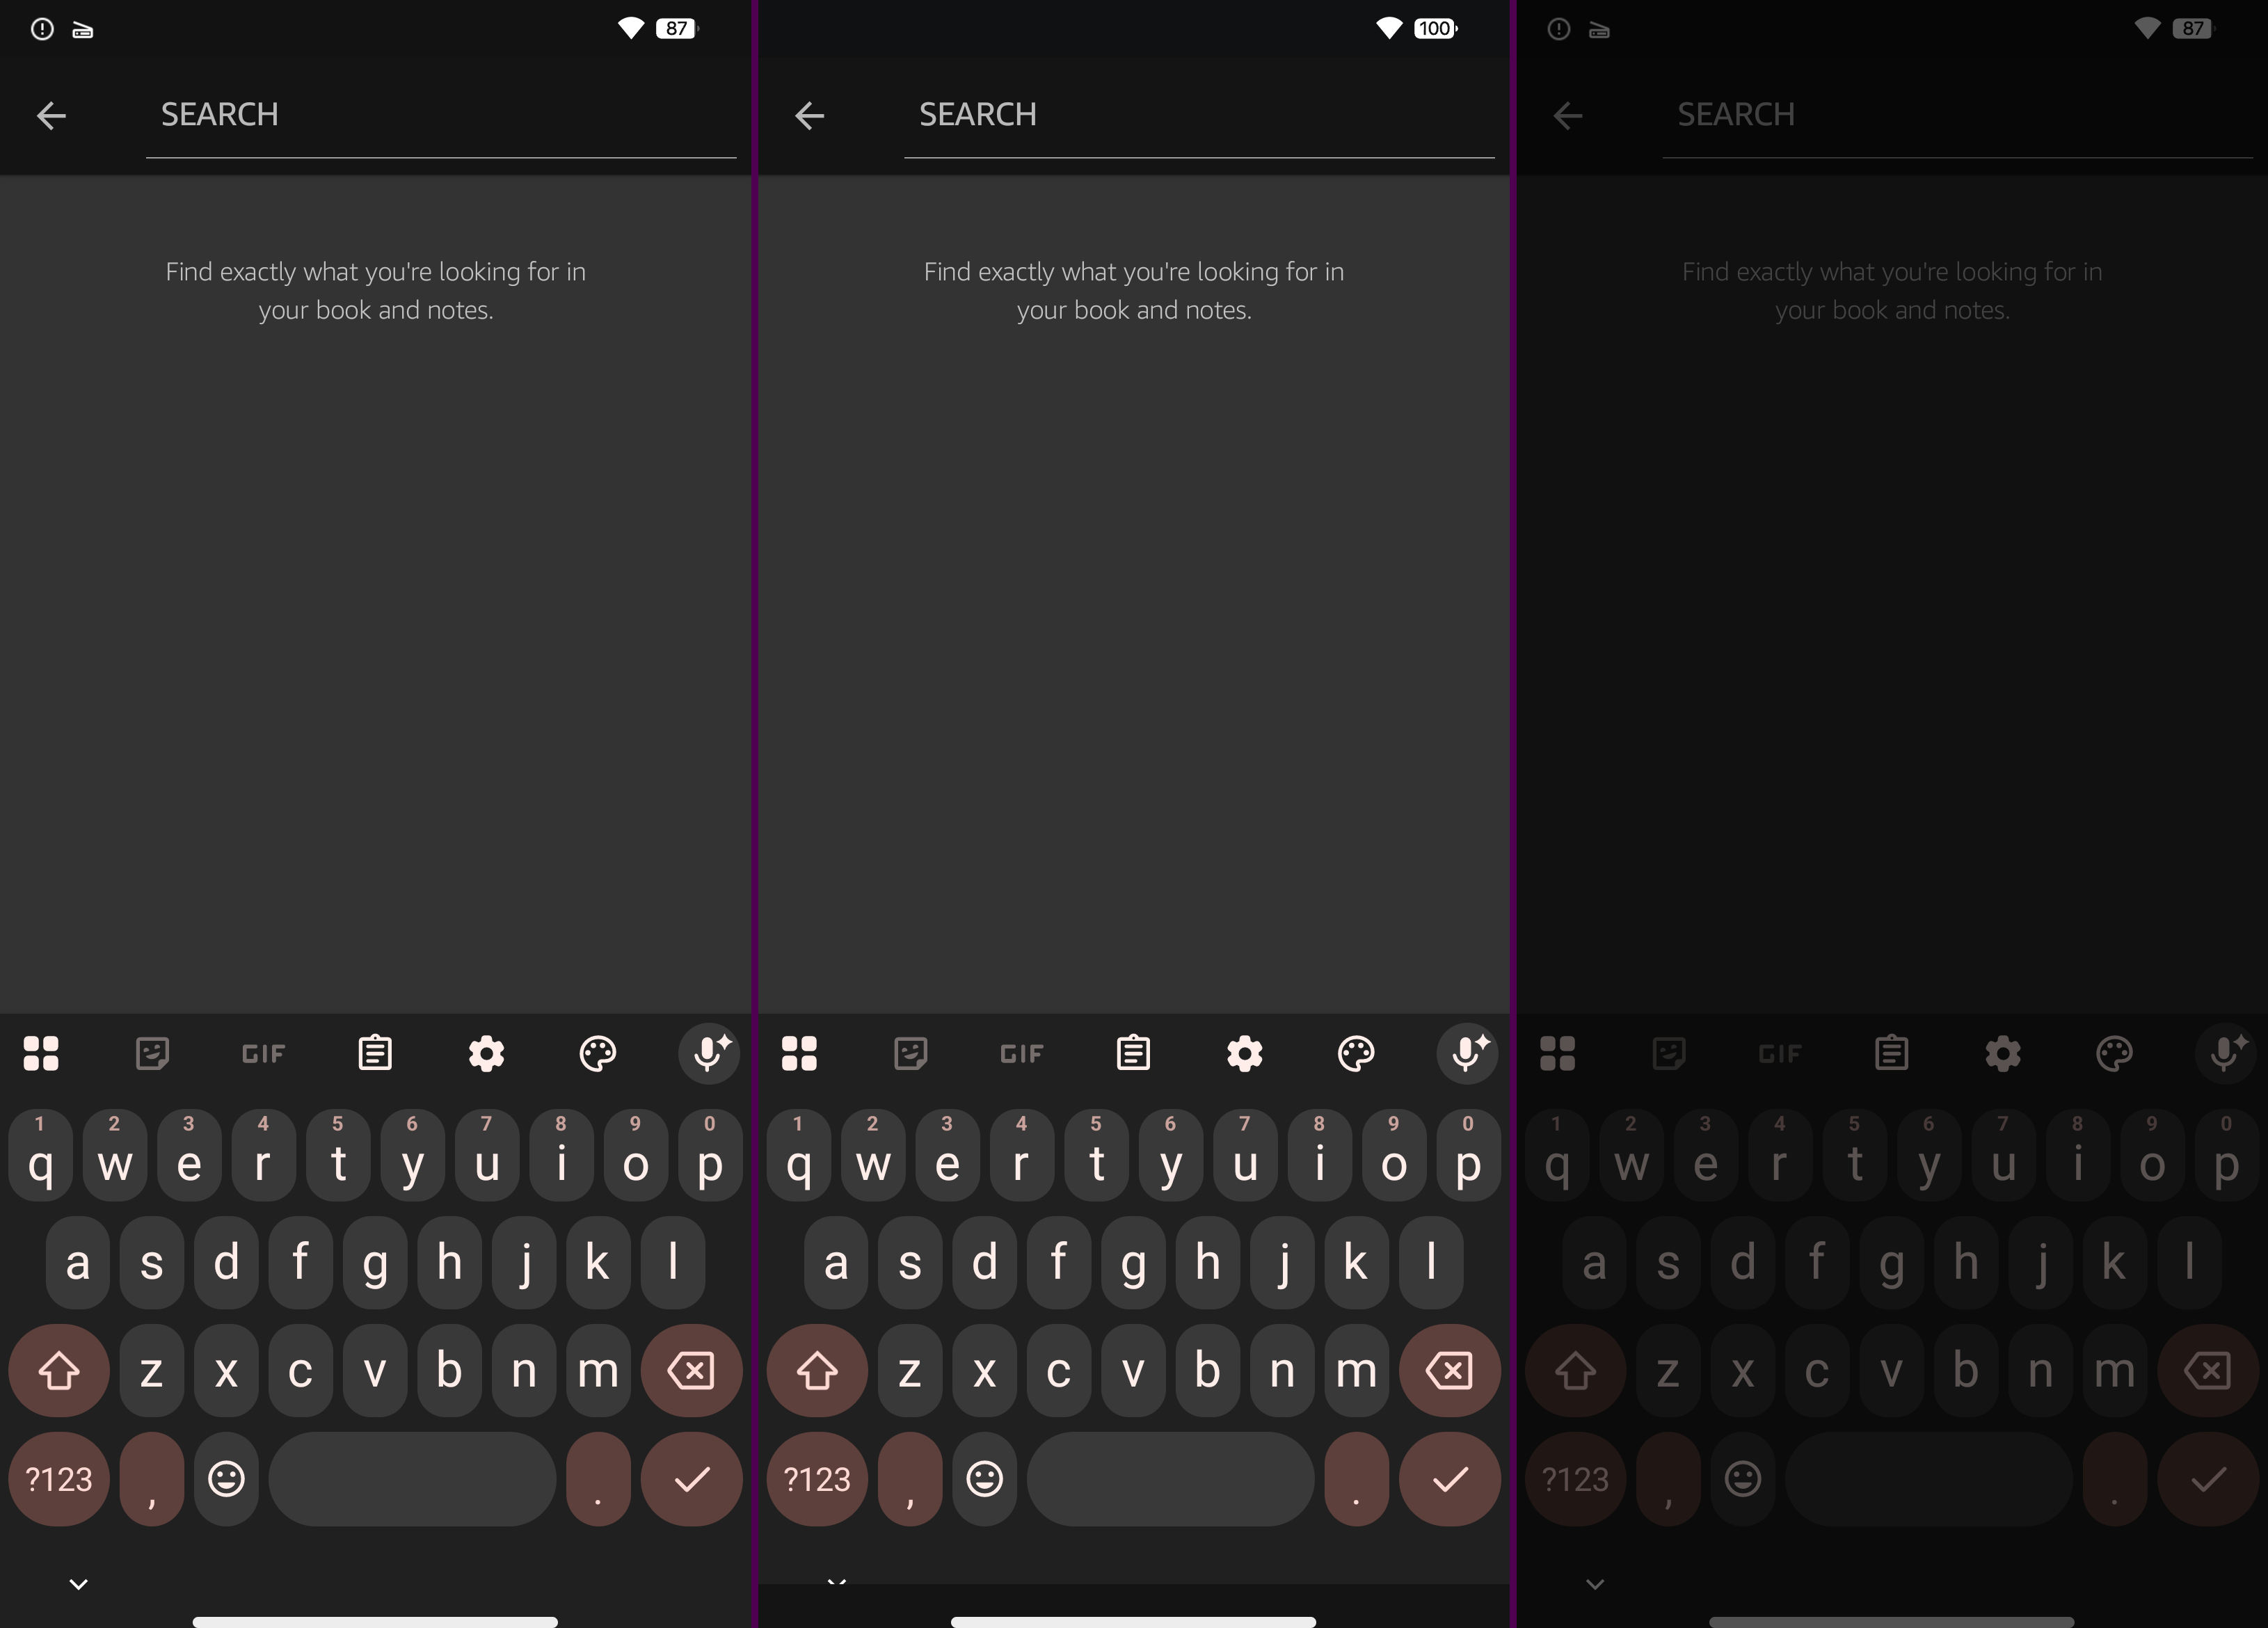 87
SEARCH
Find exactly what you're looking for in
your book and notes.
GIF
1 2 3 4 5 6 7 8 9 0
q w e r t y u i o p
a s d f g h j k l
z x c v b n m
?123 , .
100
SEARCH
Find exactly what you're looking for in
your book and notes.
GIF
1 2 3 4 5 6 7 8 9 0
q w e r t y u i o p
a s d f g h j k l
z x c v b n m
?123 , .
87
SEARCH
Find exactly what you're looking for in
your book and notes.
GIF
1 2 3 4 5 6 7 8 9 0
q w e r t y u i o p
a s d f g h j k l
z x c v b n m
?123 , .